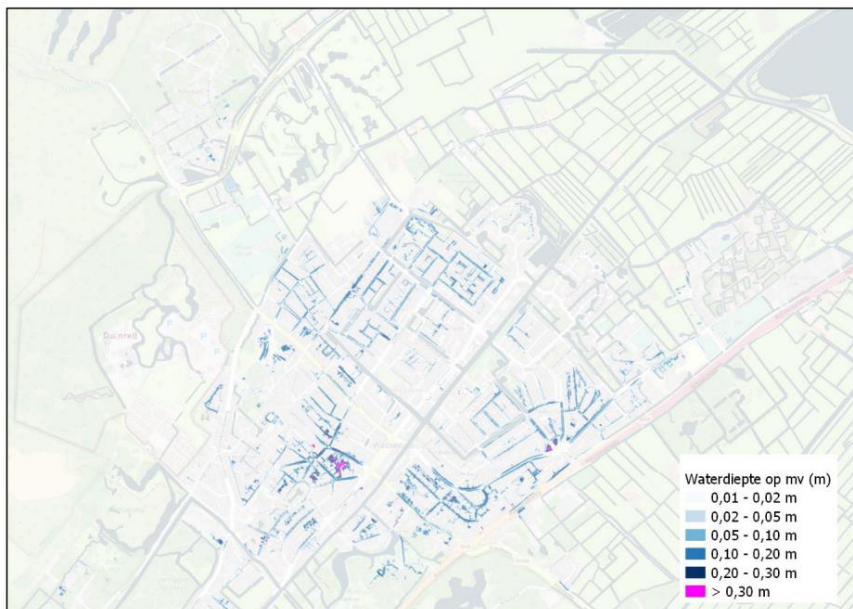 Duinrell
P
P
P
Waterdiepte op mv (m)
0,01 - 0,02 m
0,02 - 0,05 m
0,05 - 0,10 m
0,10 - 0,20 m
0,20 - 0,30 m
> 0,30 m